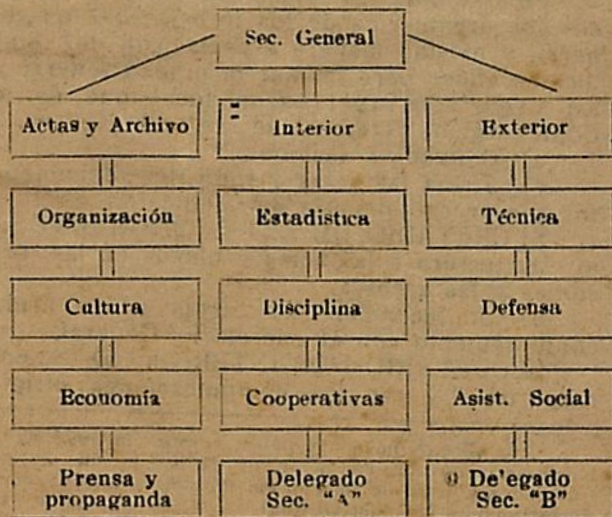 Sec. General
Actas y Archivo
Interior
Exterior
Organización
Estadistica
Técnica
Cultura
Disciplina
Defensa
Economía
Cooperativas
Asist. Social
Prensa y
propaganda
Delegado
Sec. "A"
De'egado
Sec. "B"